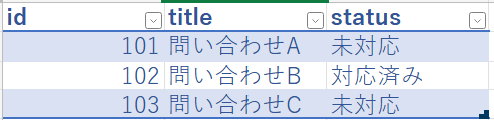 id title status
101 問い合わせA 未対応
102 問い合わせB 対応済み
103 問い合わせC 未対応